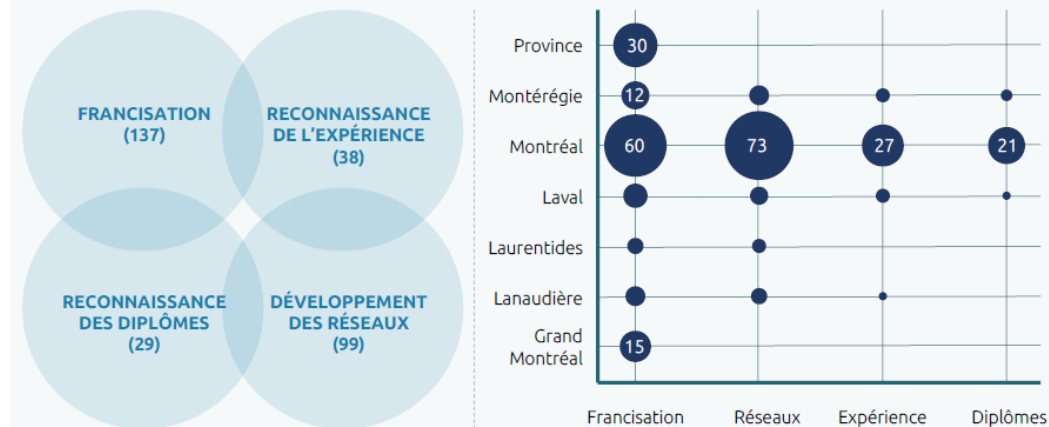 FRANCISATION
(137)
RECONNAISSANCE
DE L'EXPÉRIENCE
(38)
RECONNAISSANCE
DES DIPLÔMES
(29)
DÉVELOPPEMENT
DES RÉSEAUX
(99)
Province
30
Montérégie
12
Montréal
60
73
27
21
Laval
Laurentides
Lanaudière
Grand
Montréal
15
Francisation
Réseaux
Expérience
Diplômes